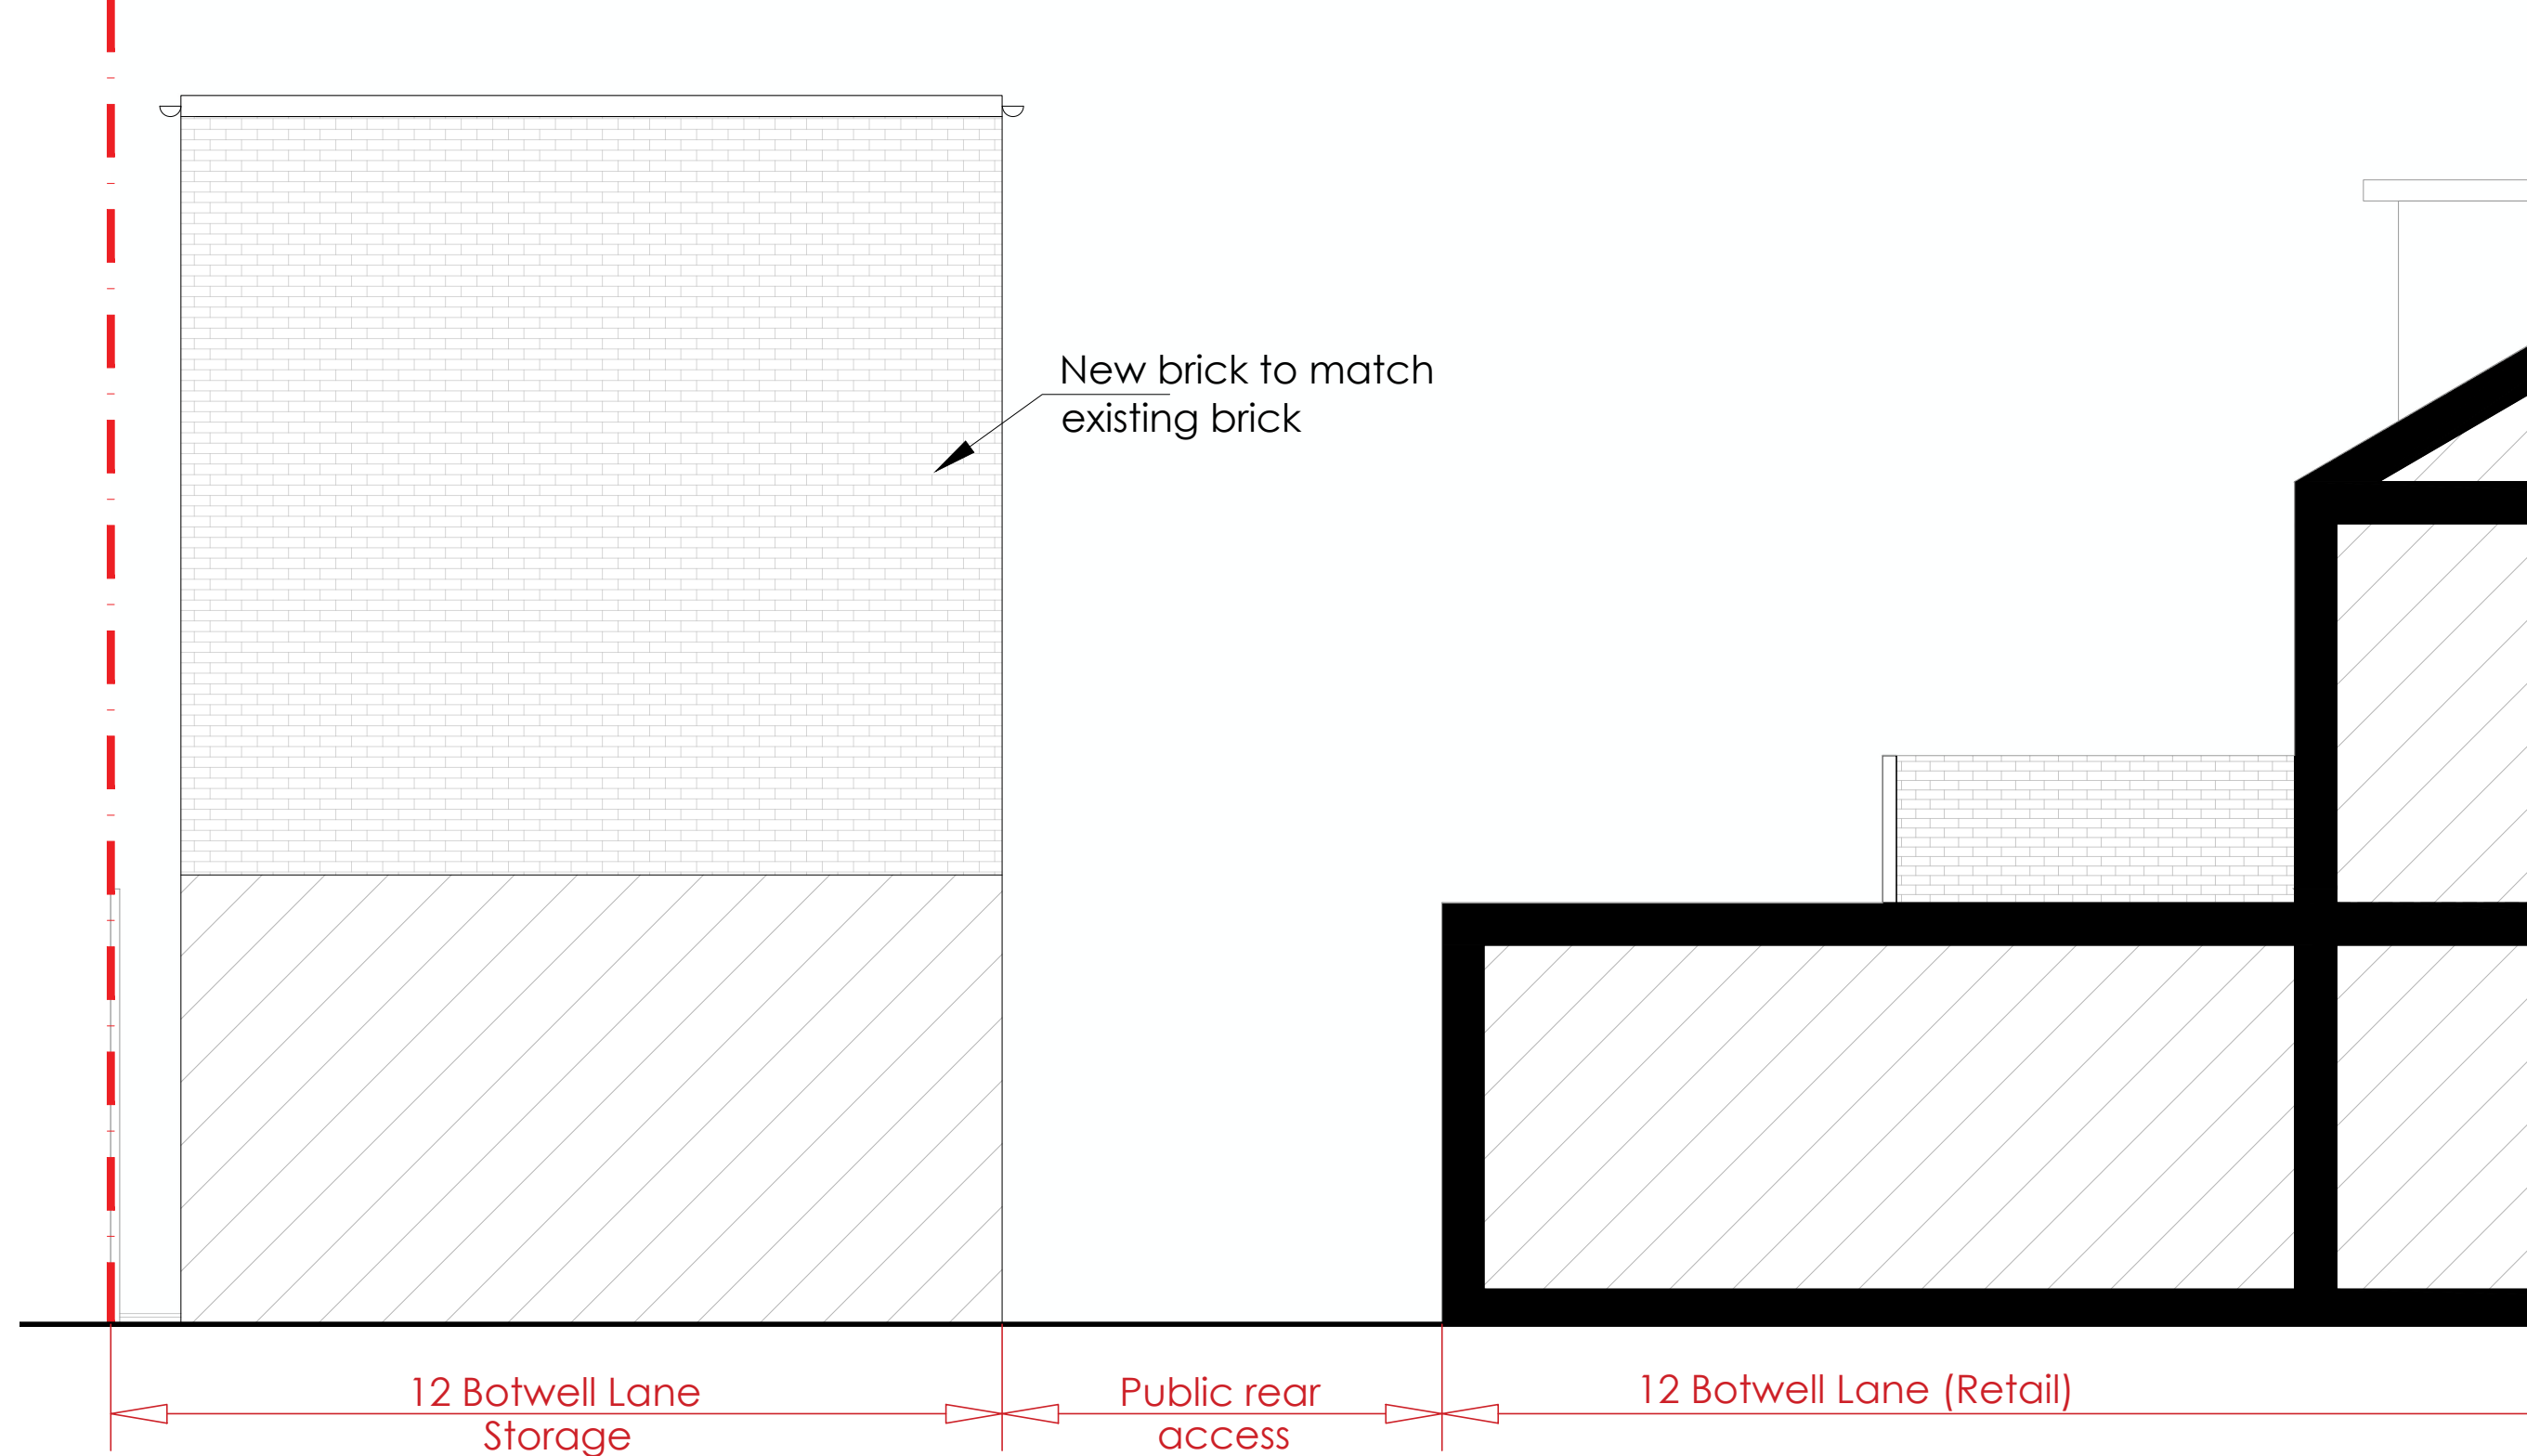 New brick to match
existing brick
12 Botwell Lane
Storage
Public rear
access
12 Botwell Lane (Retail)